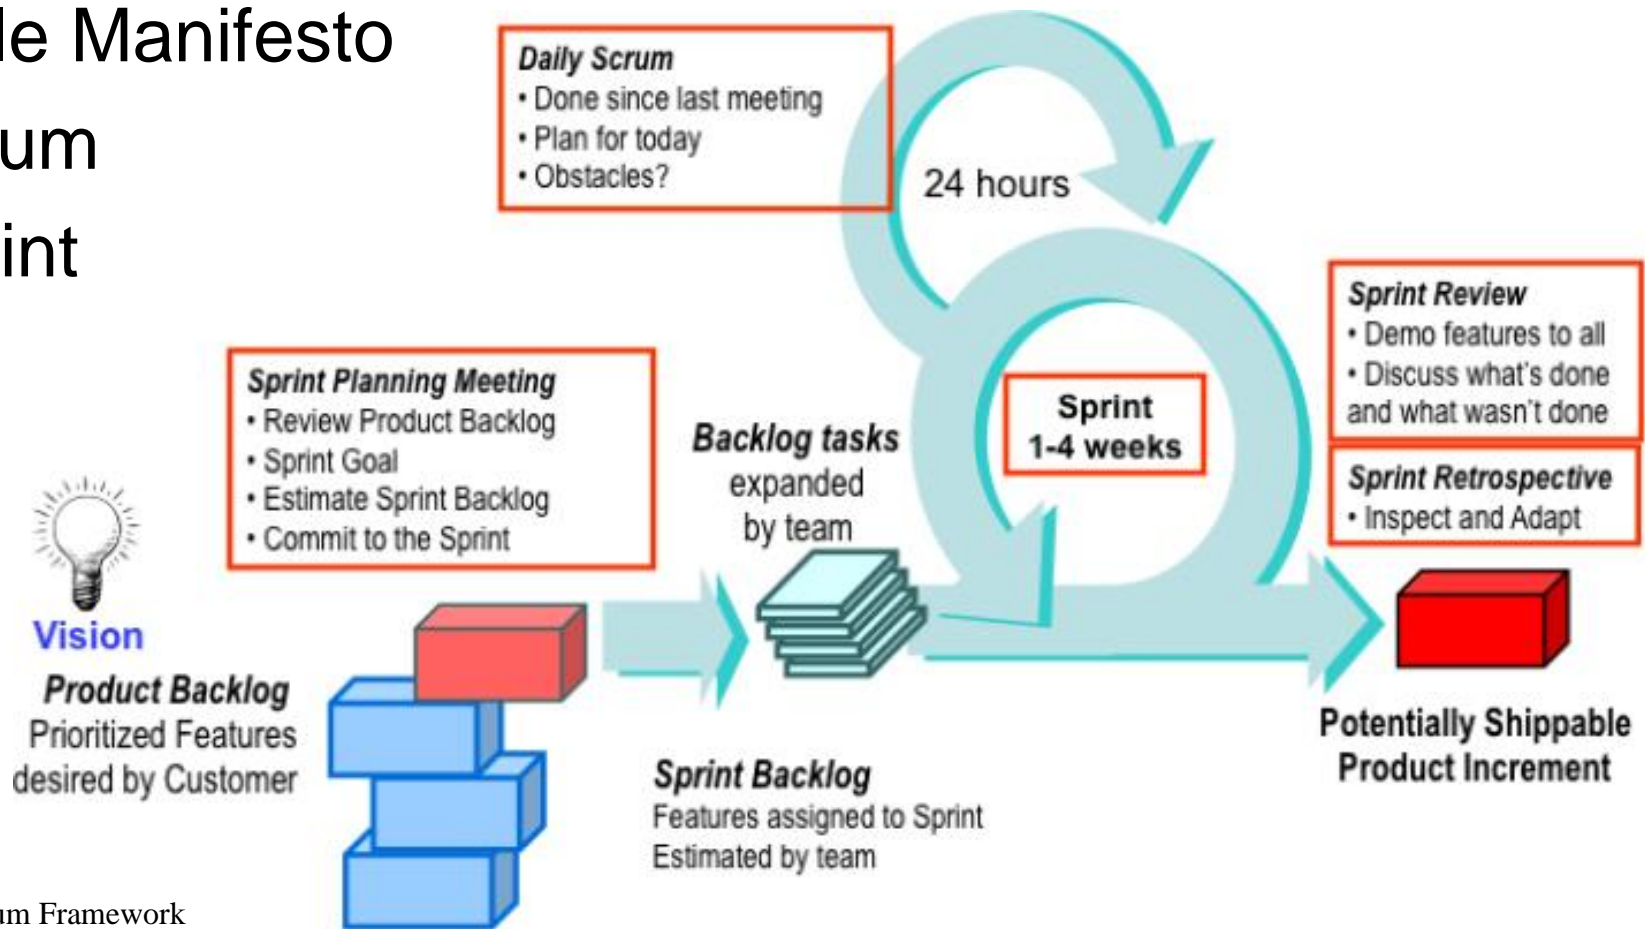 le Manifesto
um
int
Daily Scrum
• Done since last meeting
• Plan for today
• Obstacles?
24 hours
Sprint Planning Meeting
• Review Product Backlog
• Sprint Goal
• Estimate Sprint Backlog
• Commit to the Sprint
Backlog tasks
expanded
by team
Sprint
1-4 weeks
Sprint Review
• Demo features to all
• Discuss what's done
and what wasn't done
Sprint Retrospective
• Inspect and Adapt
Vision
Product Backlog
Prioritized Features
desired by Customer
Sprint Backlog
Features assigned to Sprint
Estimated by team
Potentially Shippable
Product Increment
um Framework